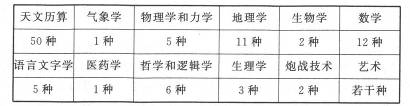 天文历算 气象学 物理学和力学 地理学 生物学 数学
50种 1种 5种 11种 2种 12种
语言文字学 医药学 哲学和逻辑学 生理学 炮战技术 艺术
5种 1种 6种 3种 2种 若干种